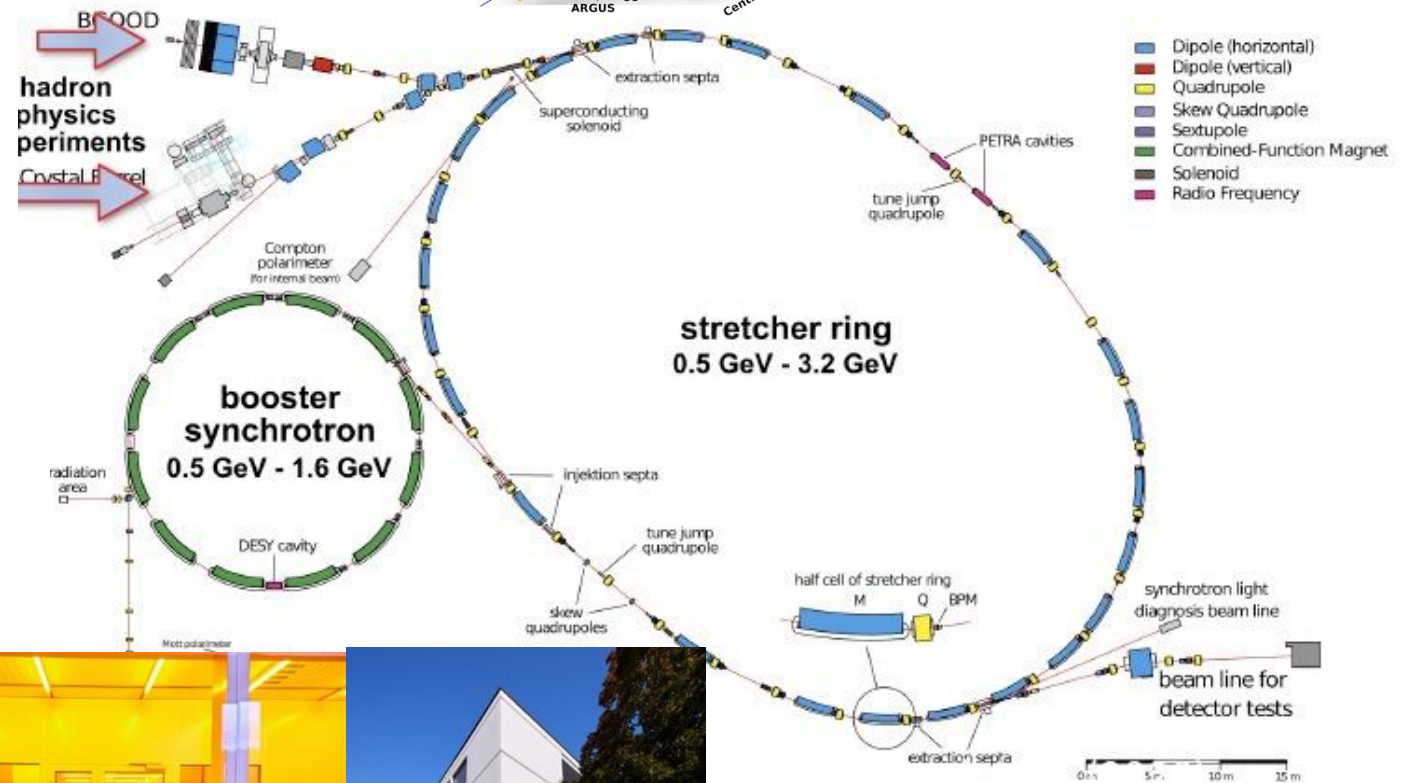 ARGUS
BGOOD
hadron
physics
periments
Crystal Barrel
extraction septa
superconducting
solenoid
PETRA cavities
tune jump
quadrupole
Dipole (horizontal)
Dipole (vertical)
Quadrupole
Skew Quadrupole
Sextupole
Combined-Function Magnet
Solenoid
Radio Frequency
Compton
polarimeter
(for internal beam)
stretcher ring
0.5 GeV - 3.2 GeV
booster
synchrotron
0.5 GeV - 1.6 GeV
radiation
area
DESY cavity
injektion septa
tune jump
quadrupole
skew
quadrupoles
Mott polarimeter
half cell of stretcher ring
M Q BPM
synchrotron light
diagnosis beam line
beam line for
detector tests
extraction septa
10 m 15 m